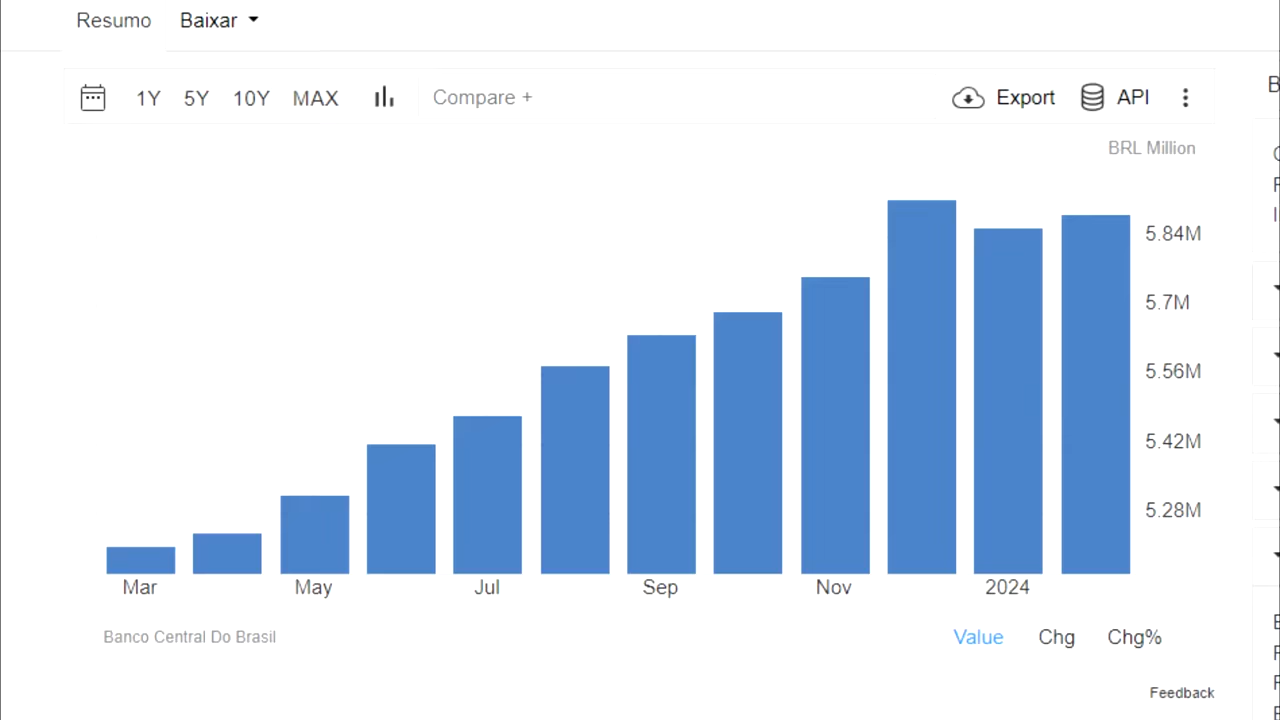 Resumo Baixar
1Y 5Y 10Y MAX Compare + Export API
BRL Million
5.84M
5.7M
5.56M
5.42M
5.28M
Mar May Jul Sep Nov 2024
Banco Central Do Brasil Value Chg Chg%
Feedback